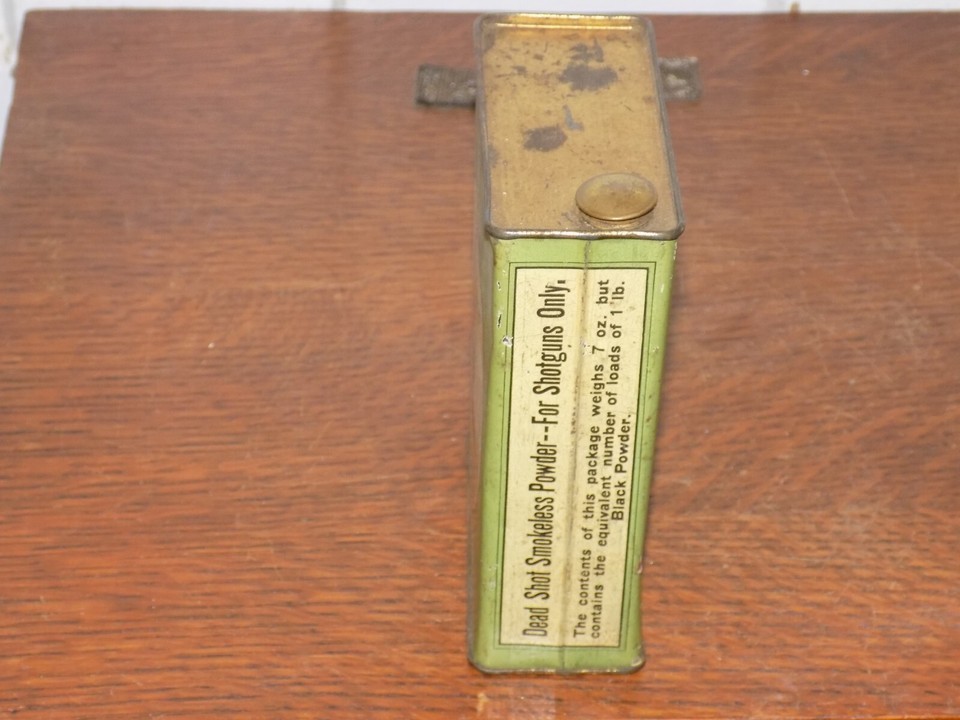 Dead Shot Smokeless Powder--For Shotguns Only.
The contents of this package weighs 7 oz. but
contains the equivalent number of loads of 1 lb.
Black Powder.